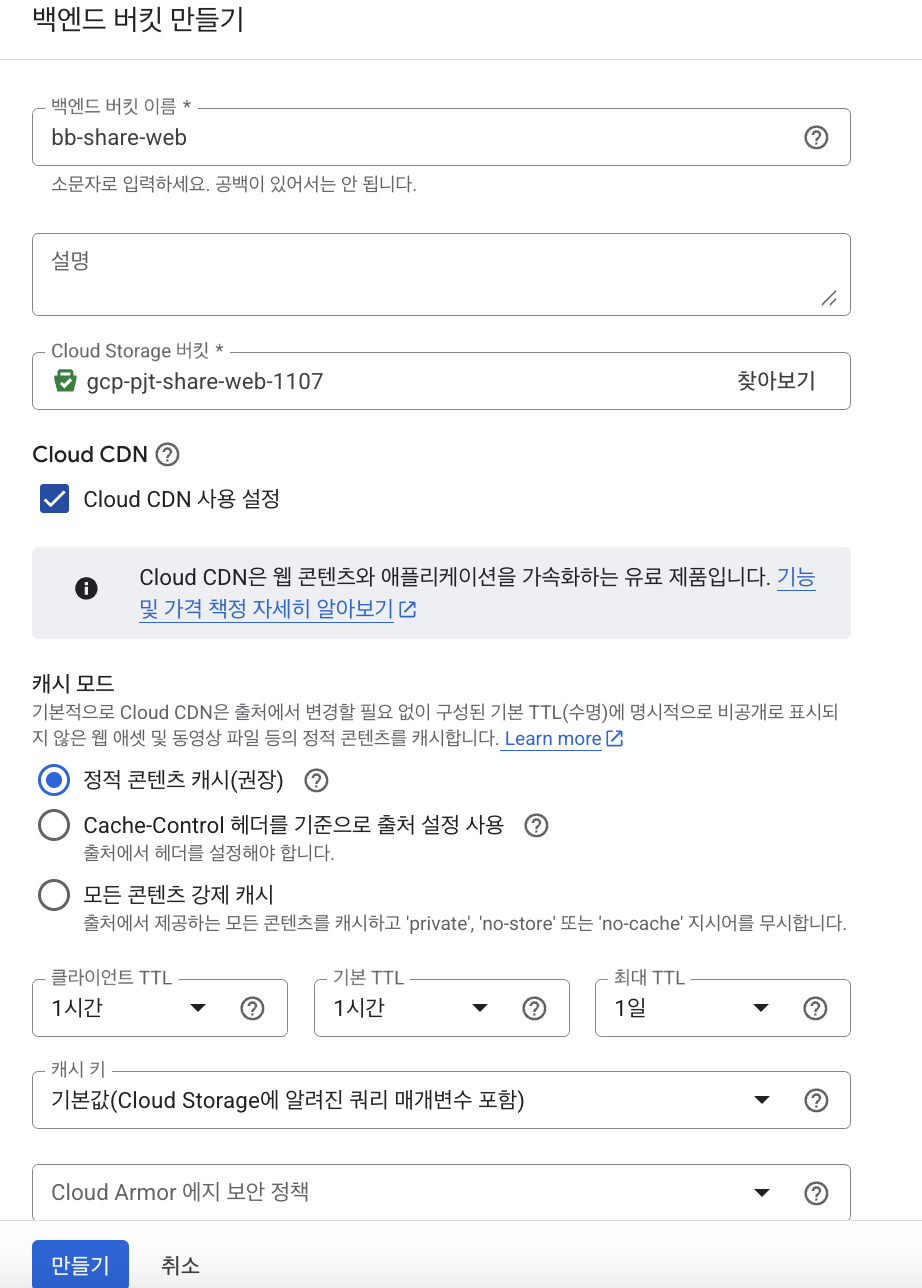 백엔드 버킷 만들기
백엔드 버킷 이름 *
bb-share-web
소문자로 입력하세요. 공백이 있어서는 안 됩니다.
설명
Cloud Storage 버킷 *
gcp-pjt-share-web-1107 찾아보기
Cloud CDN
Cloud CDN 사용 설정
Cloud CDN은 웹 콘텐츠와 애플리케이션을 가속화하는 유료 제품입니다. 기능
및 가격 책정 자세히 알아보기
캐시 모드
기본적으로 Cloud CDN은 출처에서 변경할 필요 없이 구성된 기본 TTL(수명)에 명시적으로 비공개로 표시되
지 않은 웹 애셋 및 동영상 파일 등의 정적 콘텐츠를 캐시합니다. Learn more
정적 콘텐츠 캐시(권장)
Cache-Control 헤더를 기준으로 출처 설정 사용
출처에서 헤더를 설정해야 합니다.
모든 콘텐츠 강제 캐시
출처에서 제공하는 모든 콘텐츠를 캐시하고 'private', 'no-store' 또는 'no-cache' 지시어를 무시합니다.
클라이언트 TTL 기본 TTL 최대 TTL
1시간 1시간 1일
캐시 키
기본값(Cloud Storage에 알려진 쿼리 매개변수 포함)
Cloud Armor 에지 보안 정책
만들기 취소